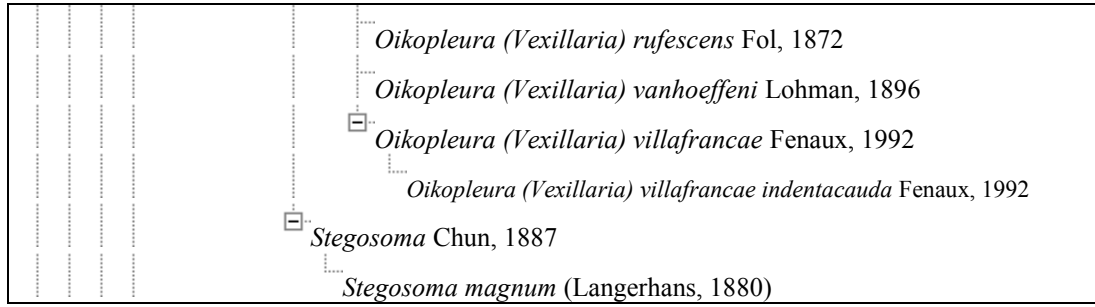 Oikopleura (Vexillaria) rufescens Fol, 1872
Oikopleura (Vexillaria) vanhoeffeni Lohman, 1896
Oikopleura (Vexillaria) villafrancae Fenaux, 1992
Oikopleura (Vexillaria) villafrancae indentacauda Fenaux, 1992
Stegosoma Chun, 1887
Stegosoma magnum (Langerhans, 1880)